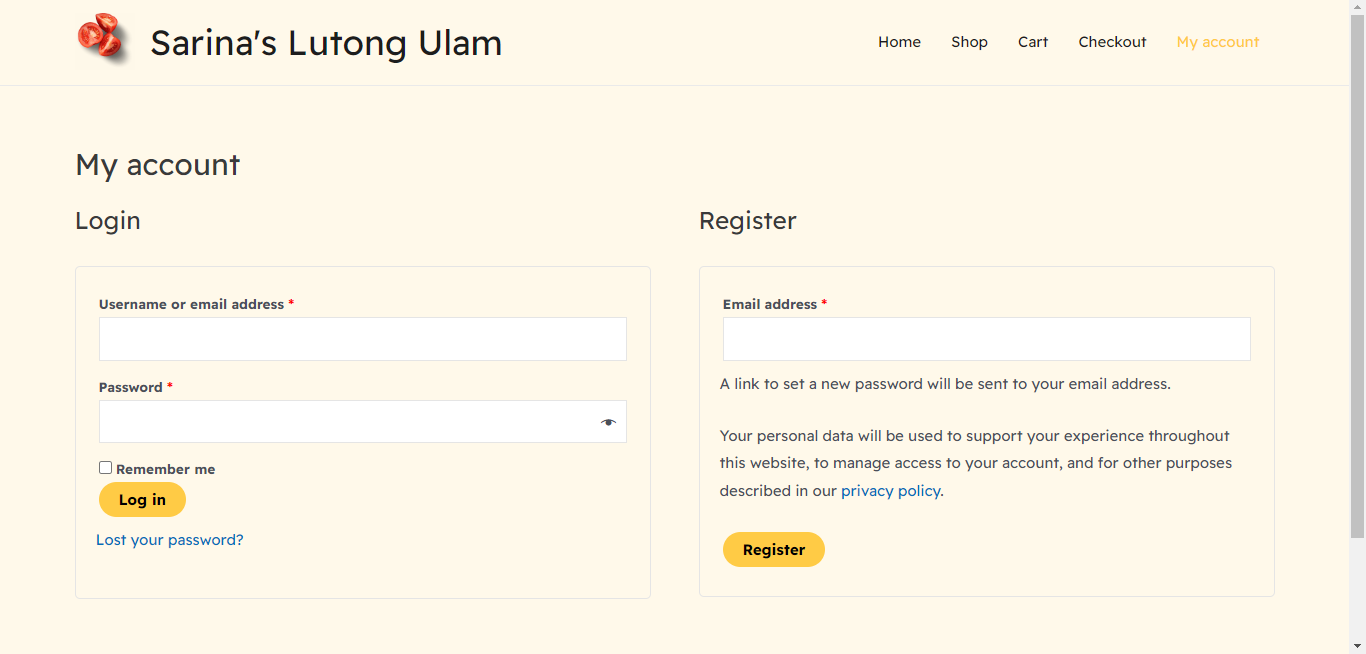 Sarina's Lutong Ulam
Home Shop Cart Checkout My account
My account
Login
Username or email address *
Password *
Remember me
Log in
Lost your password?
Register
Email address *
A link to set a new password will be sent to your email address.
Your personal data will be used to support your experience throughout
this website, to manage access to your account, and for other purposes
described in our privacy policy.
Register